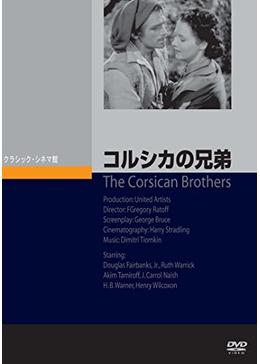 クラシック・シネマ館
コルシカの兄弟
The Corsican Brothers
Production:United Artists
Director:FGregory Ratoff
Screenplay:George Bruce
Cinematography:Harry Stradling
Music:Dimitri Tiomkin
Starring:
Douglas Fairbanks, Jr., Ruth Warrick
Akim Tamiroff, J. Carrol Naish
H.B.Warner, Henry Wilcoxon
DVD
VIDEO